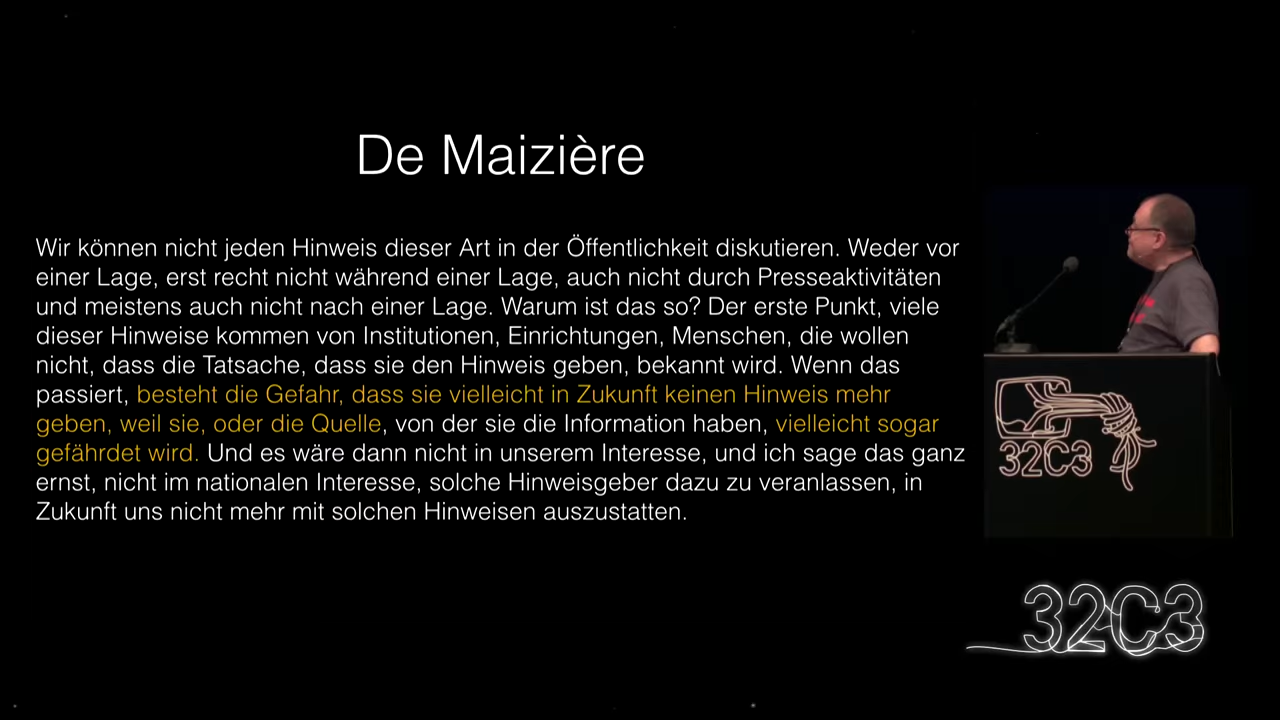 De Maizière
Wir können nicht jeden Hinweis dieser Art in der Öffentlichkeit diskutieren. Weder vor
einer Lage, erst recht nicht während einer Lage, auch nicht durch Presseaktivitäten
und meistens auch nicht nach einer Lage. Warum ist das so? Der erste Punkt, viele
dieser Hinweise kommen von Institutionen, Einrichtungen, Menschen, die wollen
nicht, dass die Tatsache, dass sie den Hinweis geben, bekannt wird. Wenn das
passiert, besteht die Gefahr, dass sie vielleicht in Zukunft keinen Hinweis mehr
geben, weil sie, oder die Quelle, von der sie die Information haben, vielleicht sogar
gefährdet wird. Und es wäre dann nicht in unserem Interesse, und ich sage das ganz
ernst, nicht im nationalen Interesse, solche Hinweisgeber dazu zu veranlassen, in
Zukunft uns nicht mehr mit solchen Hinweisen auszustatten.
32C3
32C3